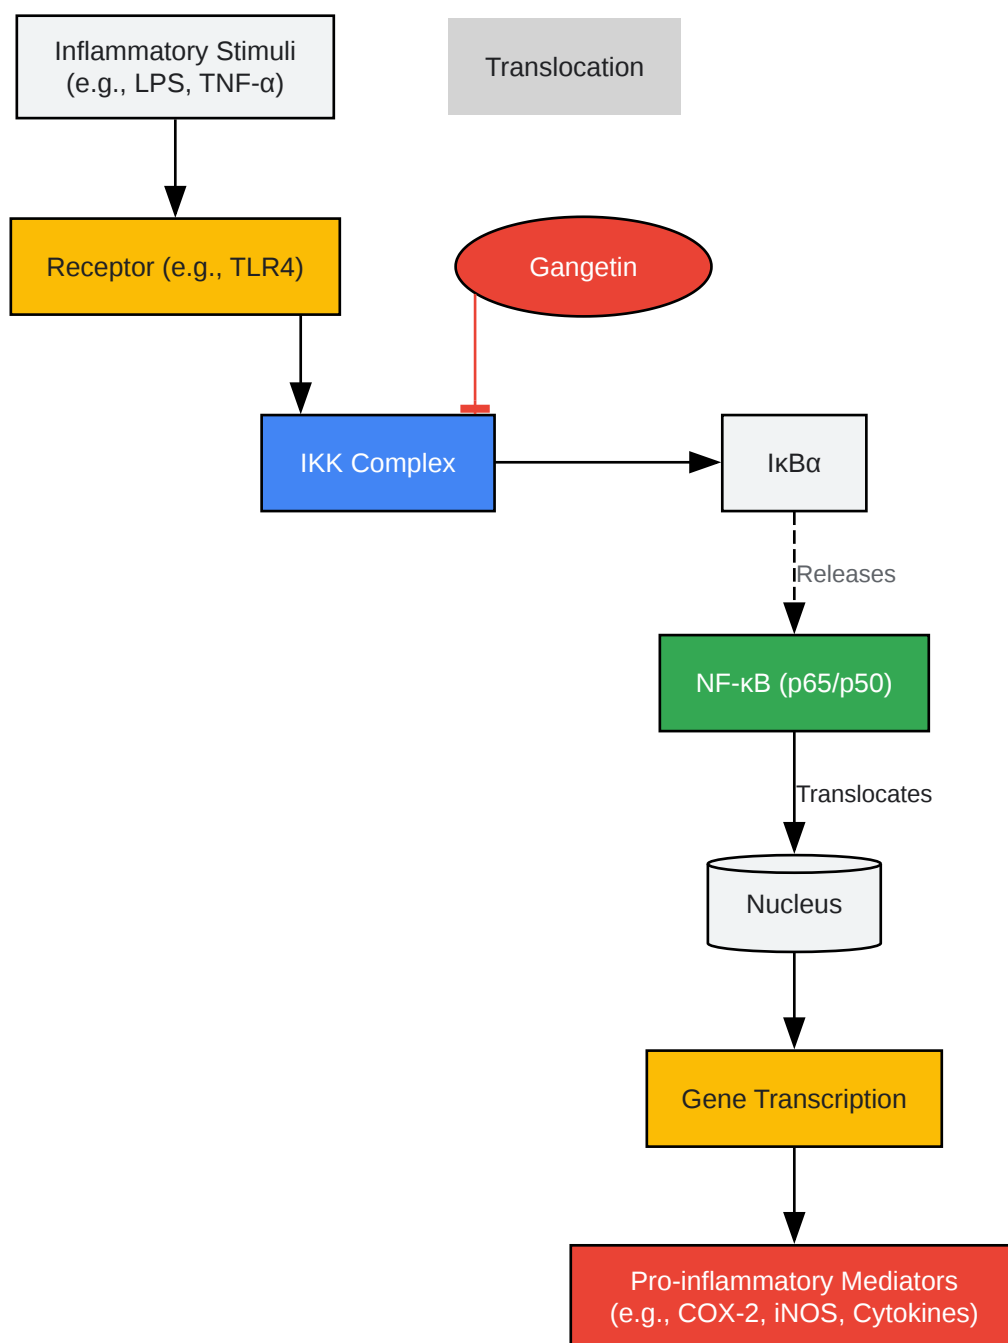 Inflammatory Stimuli
(e.g., LPS, TNF-α)
Translocation
Receptor (e.g., TLR4)
Gangetin
IKK Complex
IκBα
Releases
NF-κB (p65/p50)
Translocates
Nucleus
Gene Transcription
Pro-inflammatory Mediators
(e.g., COX-2, iNOS, Cytokines)